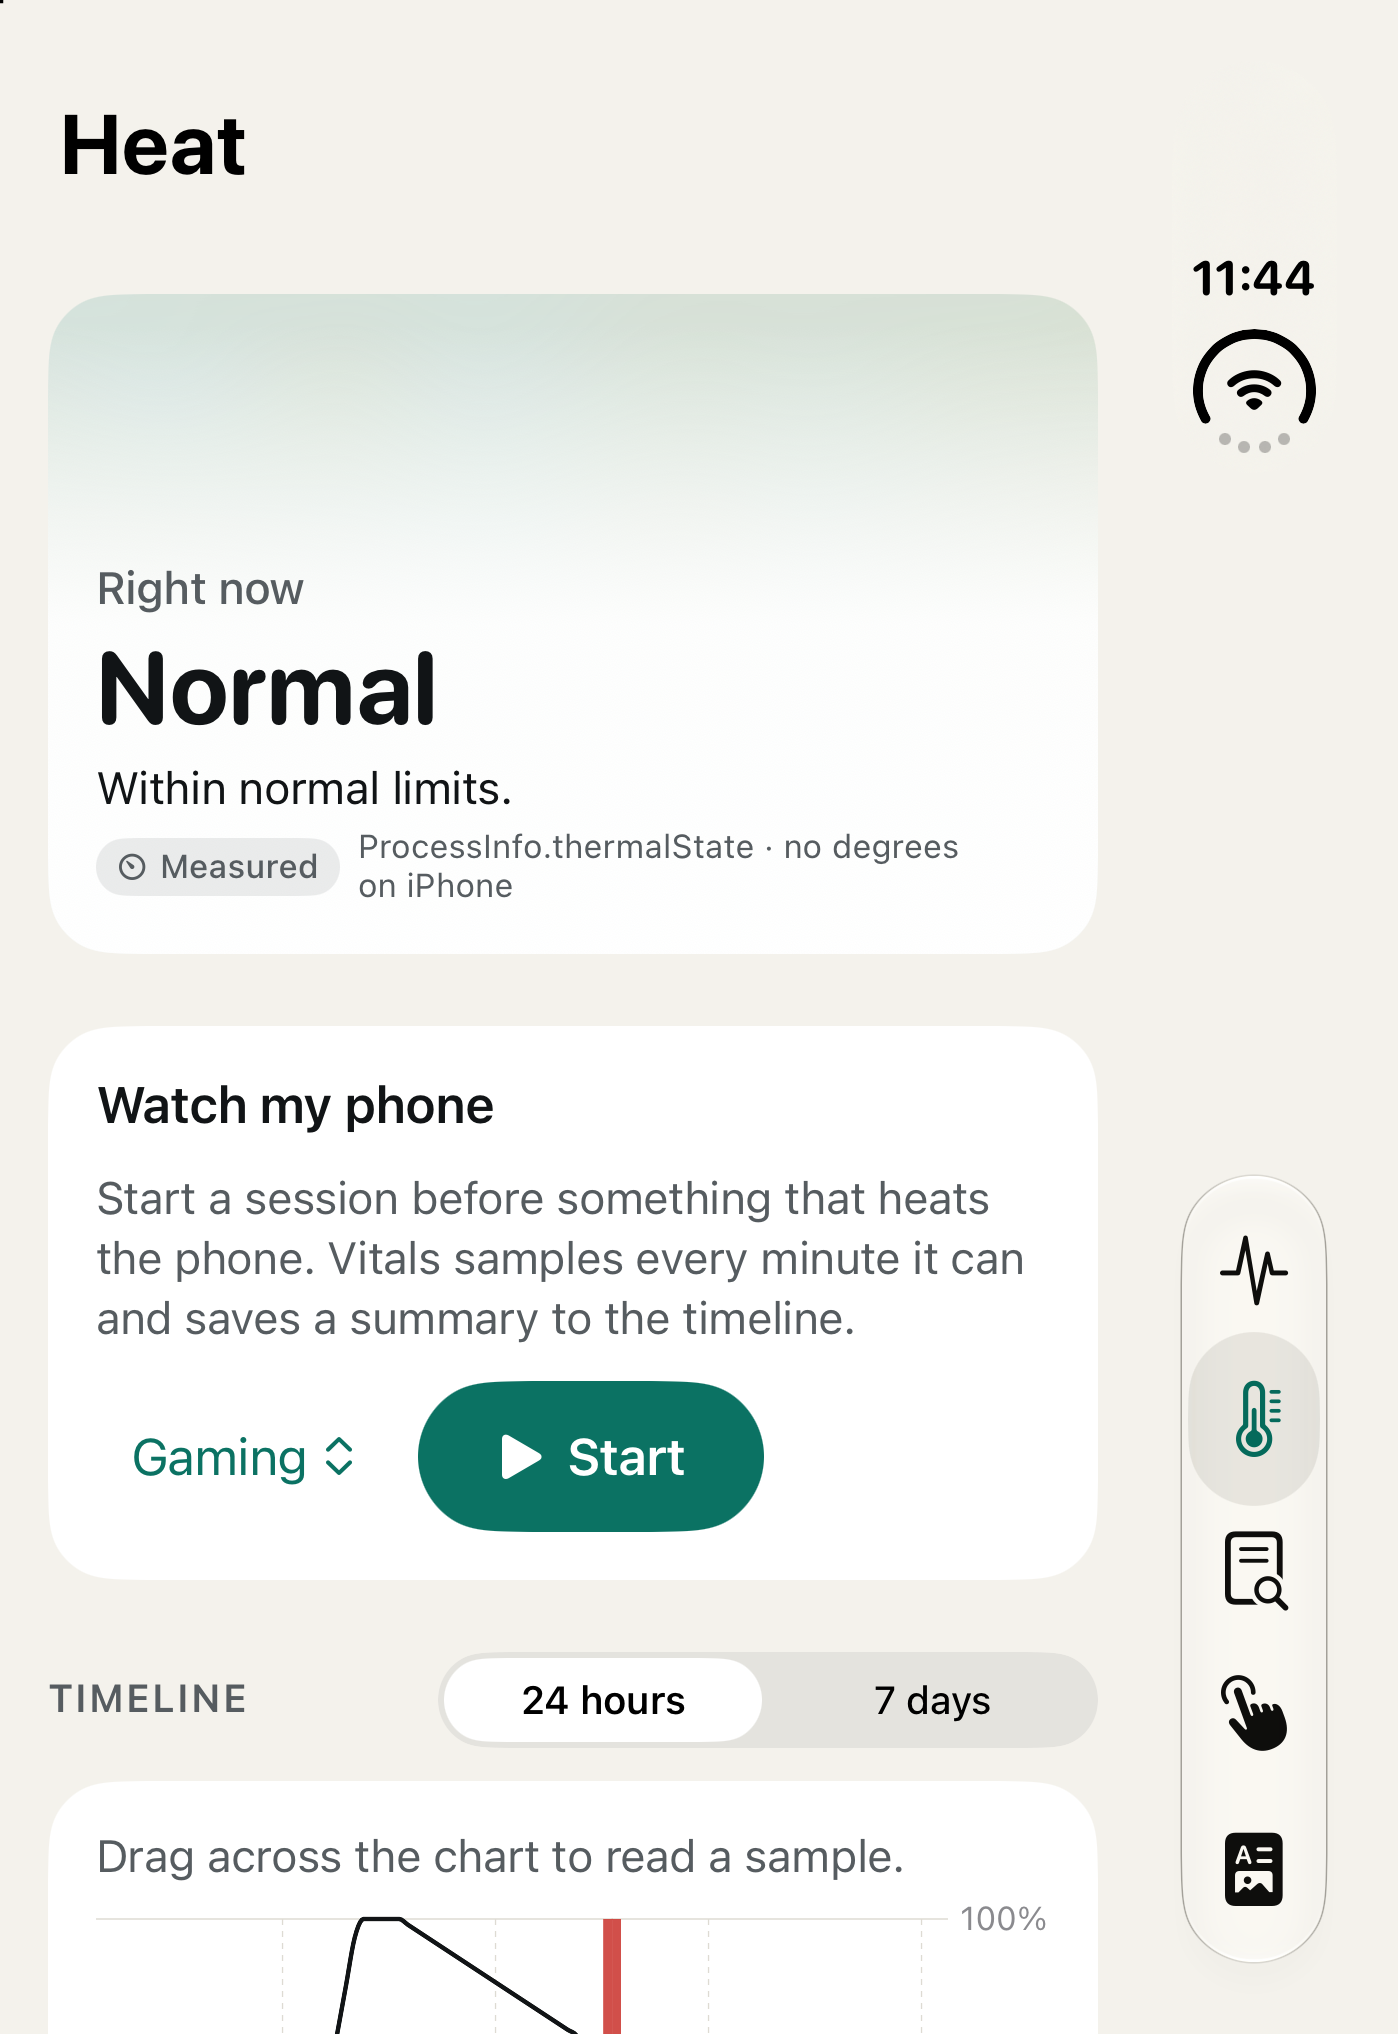 Heat
11:44
Right now
Normal
Within normal limits.
Measured
ProcessInfo.thermalState · no degrees
on iPhone
Watch my phone
Start a session before something that heats
the phone. Vitals samples every minute it can
and saves a summary to the timeline.
Gaming
Start
TIMELINE
24 hours
7 days
Drag across the chart to read a sample.
100%
A